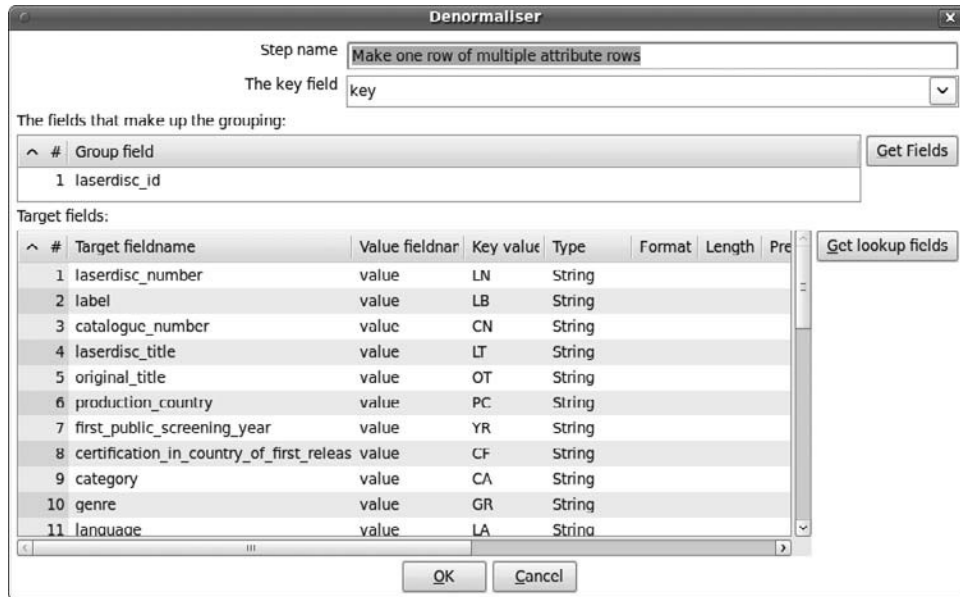 Denormaliser
Step name Make one row of multiple attribute rows
The key field key
The fields that make up the grouping:
# Group field Get Fields
1 laserdisc_id
Target fields:
# Target fieldname Value fieldnar Key value Type Format Length Pre Get lookup fields
1 laserdisc_number value LN String
2 label value LB String
3 catalogue_number value CN String
4 laserdisc_title value LT String
5 original_title value OT String
6 production_country value PC String
7 first_public_screening_year value YR String
8 certification_in_country_of_first_releas value CF String
9 category value CA String
10 genre value GR String
11 language value LA String
OK Cancel